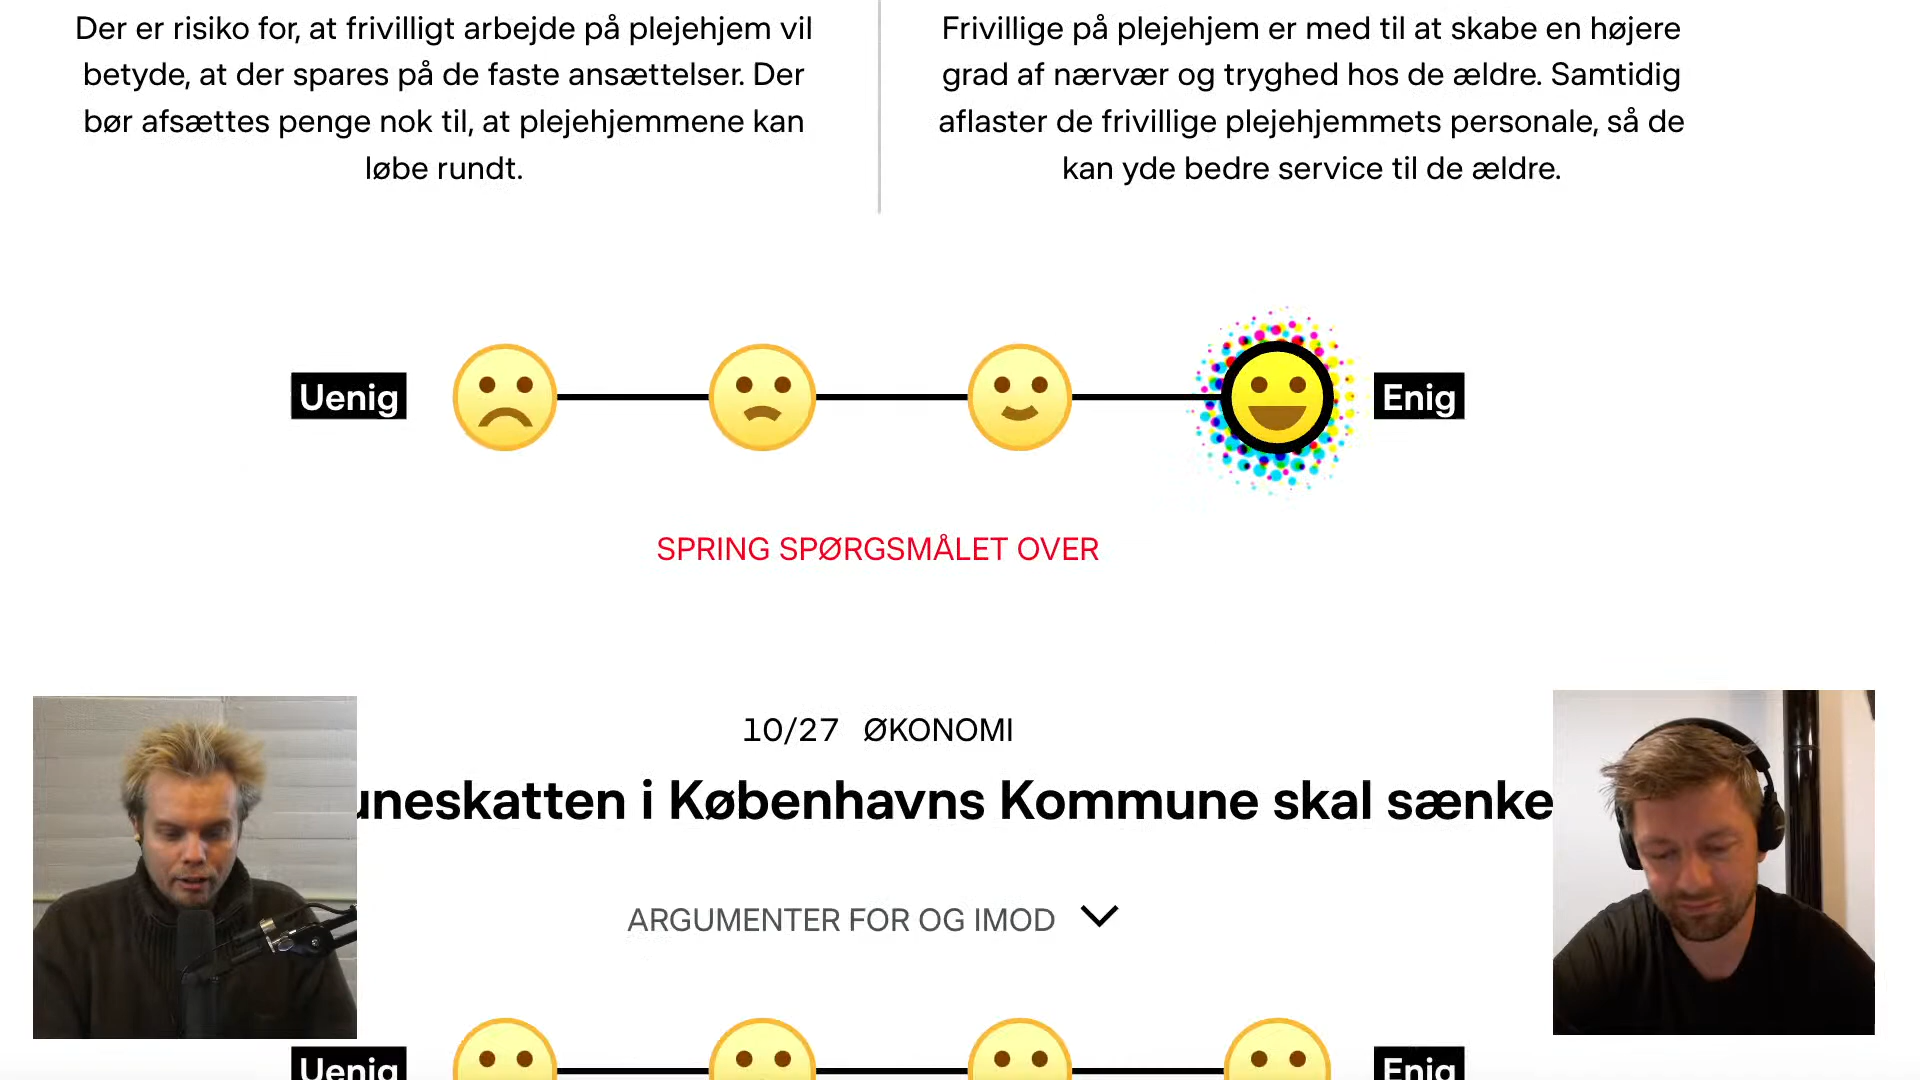 Der er risiko for, at frivilligt arbejde på plejehjem vil
betyde, at der spares på de faste ansættelser. Der
bør afsættes penge nok til, at plejehjemmene kan
løbe rundt.
Frivillige på plejehjem er med til at skabe en højere
grad af nærvær og tryghed hos de ældre. Samtidig
aflaster de frivillige plejehjemmets personale, så de
kan yde bedre service til de ældre.
Uenig
Enig
SPRING SPØRGSMÅLET OVER
10/27 ØKONOMI
uneskatten i Københavns Kommune skal sænke
ARGUMENTER FOR OG IMOD
Uenig
Enig